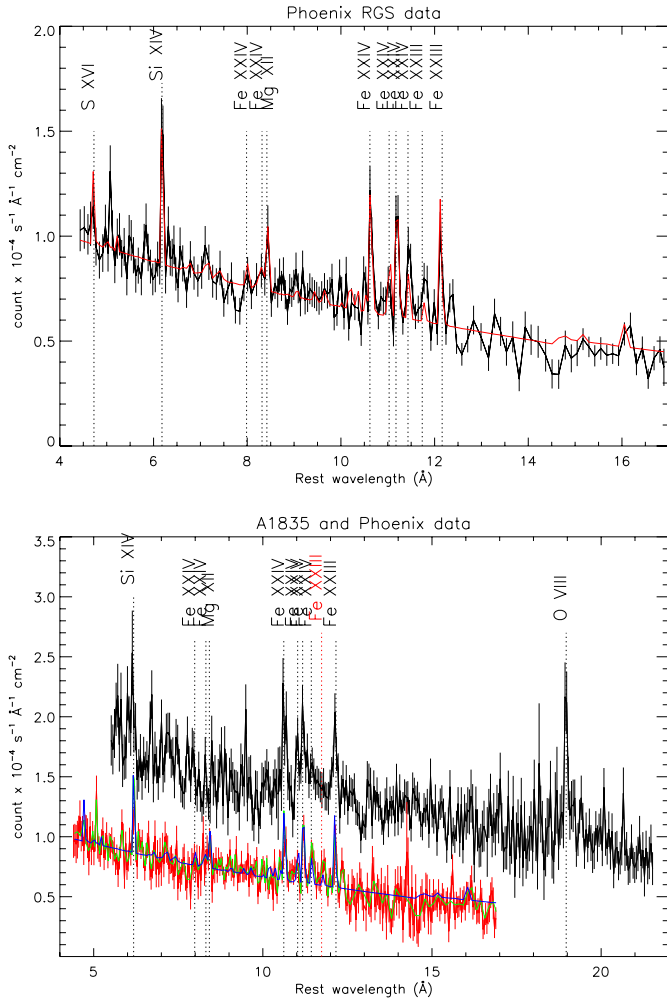 Phoenix RGS data
S XVI
Si XIV
Fe XXIV
Fe XXIV
Mg XII
Fe XXIV
Fe XXIV
Fe XXIV
Fe XXIII
Fe XXIII
2.0
1.5
1.0
0.5
0
count x 10⁻⁴ s⁻¹ Å⁻¹ cm⁻²
4 6 8 10 12 14 16
Rest wavelength (Å)
A1835 and Phoenix data
Si XIV
Fe XXIV
Mg XII
Fe XXIV
Fe XXIII
Fe XXIII
O VIII
3.5
3.0
2.5
2.0
1.5
1.0
0.5
count x 10⁻⁴ s⁻¹ Å⁻¹ cm⁻²
5 10 15 20
Rest wavelength (Å)